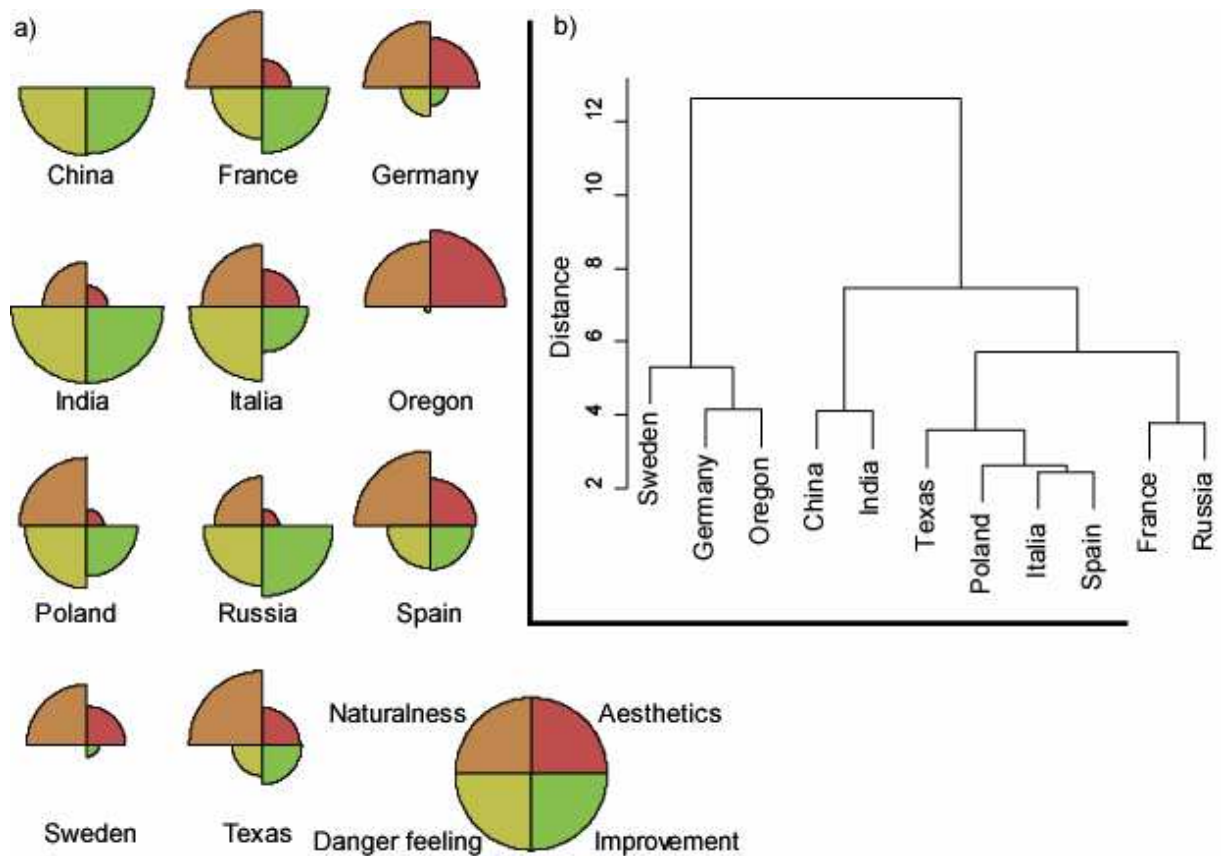 a)
China
France
Germany
India
Italia
Oregon
Poland
Russia
Spain
Sweden
Texas
Naturalness
Aesthetics
Danger feeling
Improvement
b)
Distance
12
10
8
6
4
2
Sweden
Germany
Oregon
China
India
Texas
Poland
Italia
Spain
France
Russia